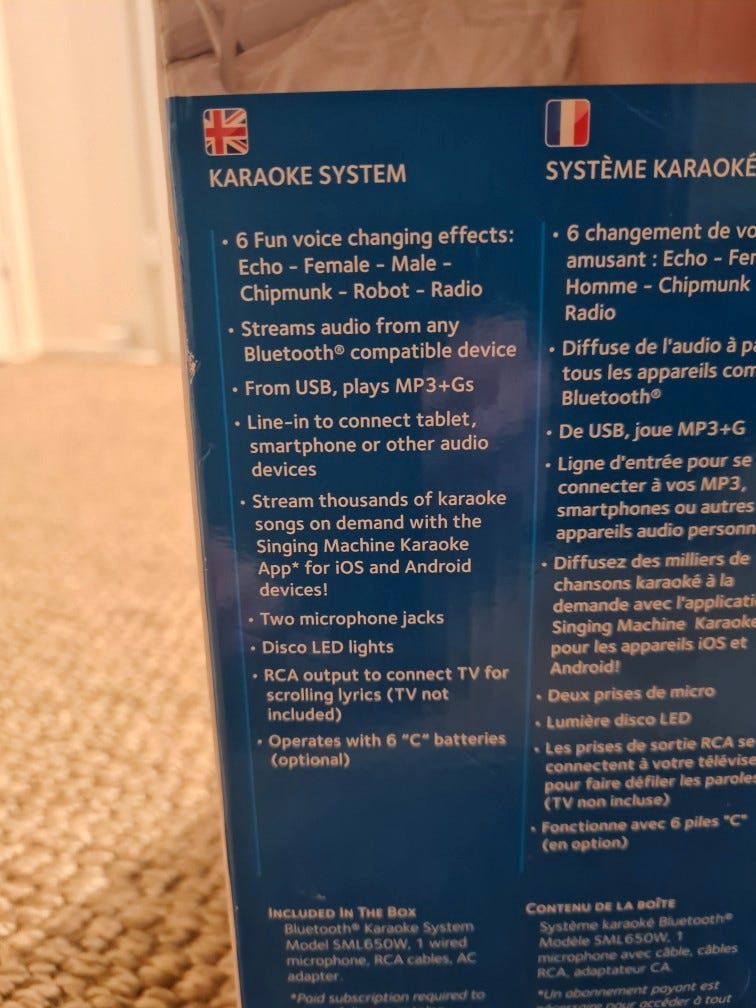 KARAOKE SYSTEM
• 6 Fun voice changing effects:
Echo - Female - Male -
Chipmunk - Robot - Radio
• Streams audio from any
Bluetooth® compatible device
• From USB, plays MP3+Gs
• Line-in to connect tablet,
smartphone or other audio
devices
• Stream thousands of karaoke
songs on demand with the
Singing Machine Karaoke
App* for iOS and Android
devices!
• Two microphone jacks
• Disco LED lights
• RCA output to connect TV for
scrolling lyrics (TV not
included)
• Operates with 6 "C" batteries
(optional)
INCLUDED IN THE BOX
Bluetooth® Karaoke System
Model SML650W, 1 wired
microphone, RCA cables, AC
adapter.
*Paid subscription required to
SYSTÈME KARAOKÉ
• 6 changement de
amusant : Echo -
Homme - Chipmunk
Radio
• Diffuse de l'audio à
tous les appareils
Bluetooth®
• De USB, joue MP3+G
• Ligne d'entrée pour se
connecter à vos MP3,
smartphones ou autres
appareils audio
• Diffusez des milliers de
chansons karaoké à la
demande avec
Singing Machine Karaoke
pour les appareils iOS et
Android!
• Deux prises de micro
• Lumière disco LED
• Les prises de sortie RCA se
connectent à votre
pour faire défiler les paroles
(TV non incluse)
• Fonctionne avec 6 piles "C"
(en option)
CONTENU DE LA BOÎTE
Système karaoké Bluetooth®
Modèle SML650W, 1
microphone avec câble, câbles
RCA, adaptateur CA.
*Un abonnement payant est
nécessaire pour accéder à tout